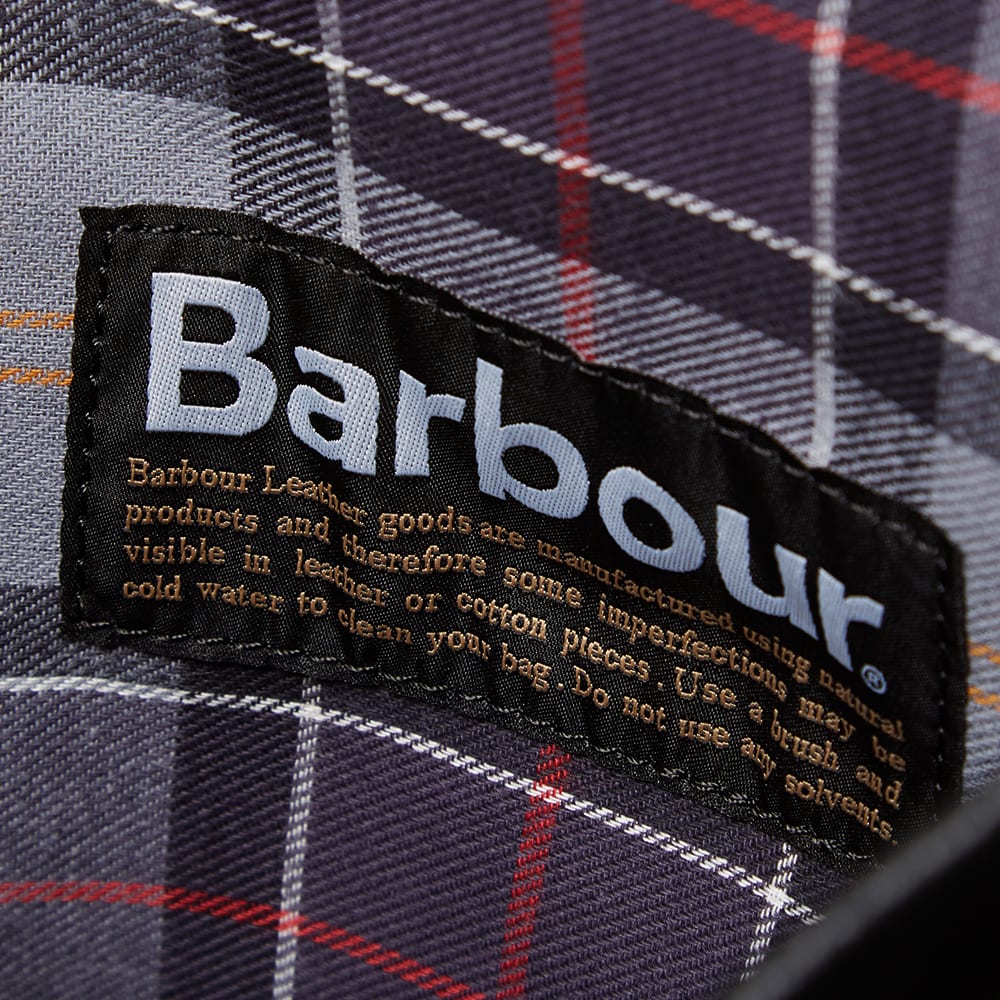 Barbour®
Barbour Leather goods are manufactured using natural
products and therefore some imperfections may be
visible in leather or cotton pieces. Use a brush and
cold water to clean your bag. Do not use any solvents.